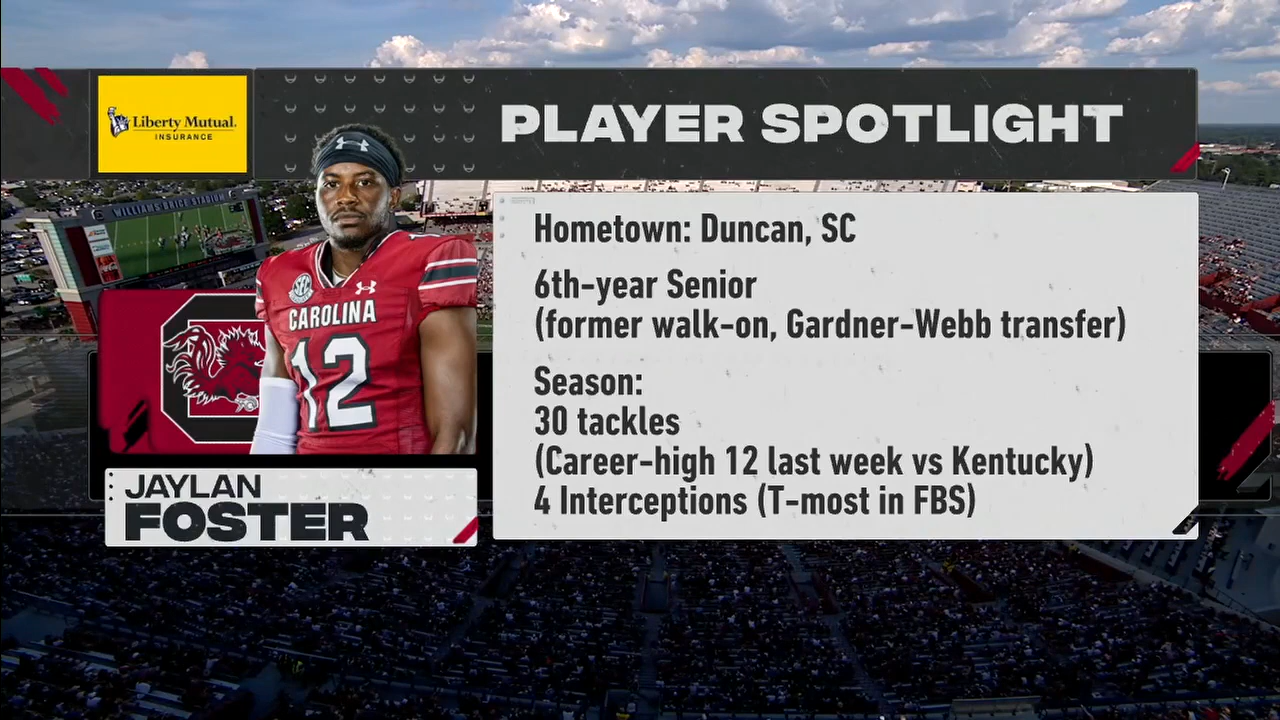 Liberty Mutual.
INSURANCE
PLAYER SPOTLIGHT
WILLIAMS BRICE STADIUM
SEC
CAROLINA
12
12
JAYLAN
FOSTER
Hometown: Duncan, SC
6th-year Senior
(former walk-on, Gardner-Webb transfer)
Season:
30 tackles
(Career-high 12 last week vs Kentucky)
4 Interceptions (T-most in FBS)